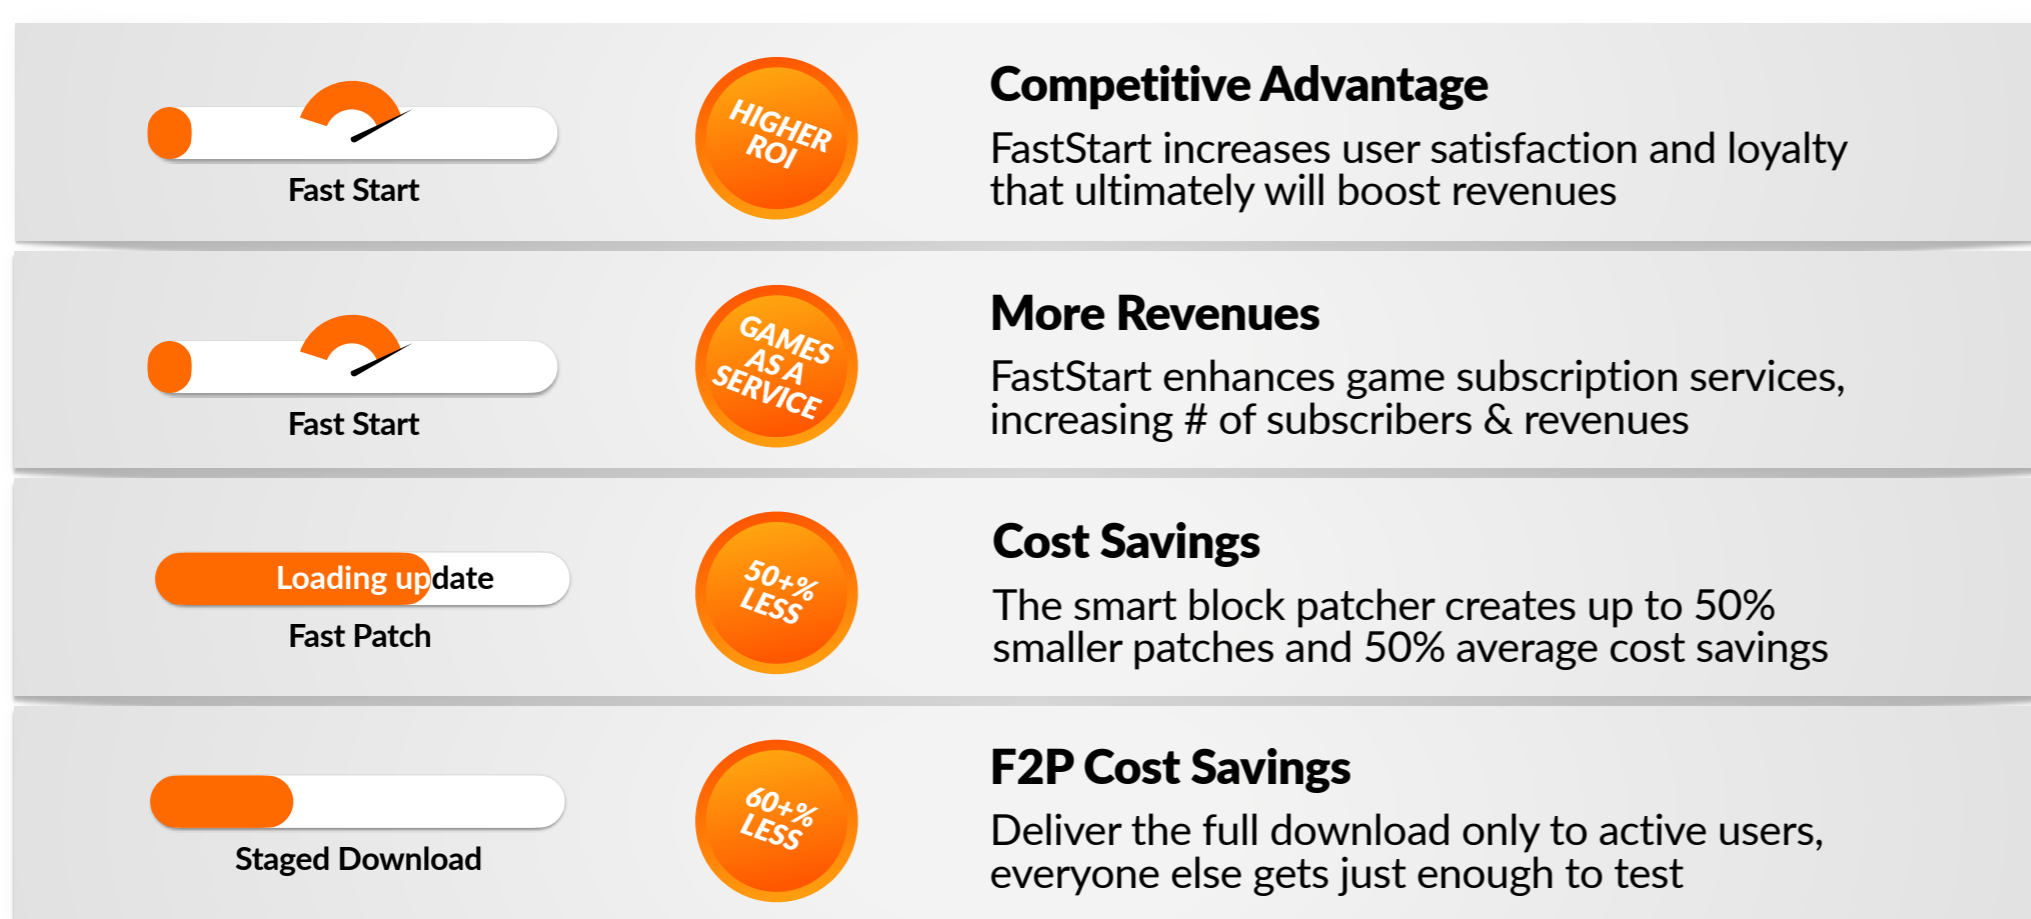 Fast Start
HIGHER
ROI
Competitive Advantage
FastStart increases user satisfaction and loyalty
that ultimately will boost revenues
Fast Start
GAMES
AS A
SERVICE
More Revenues
FastStart enhances game subscription services,
increasing # of subscribers & revenues
Loading update
Fast Patch
50+%
LESS
Cost Savings
The smart block patcher creates up to 50%
smaller patches and 50% average cost savings
Staged Download
60+%
LESS
F2P Cost Savings
Deliver the full download only to active users,
everyone else gets just enough to test